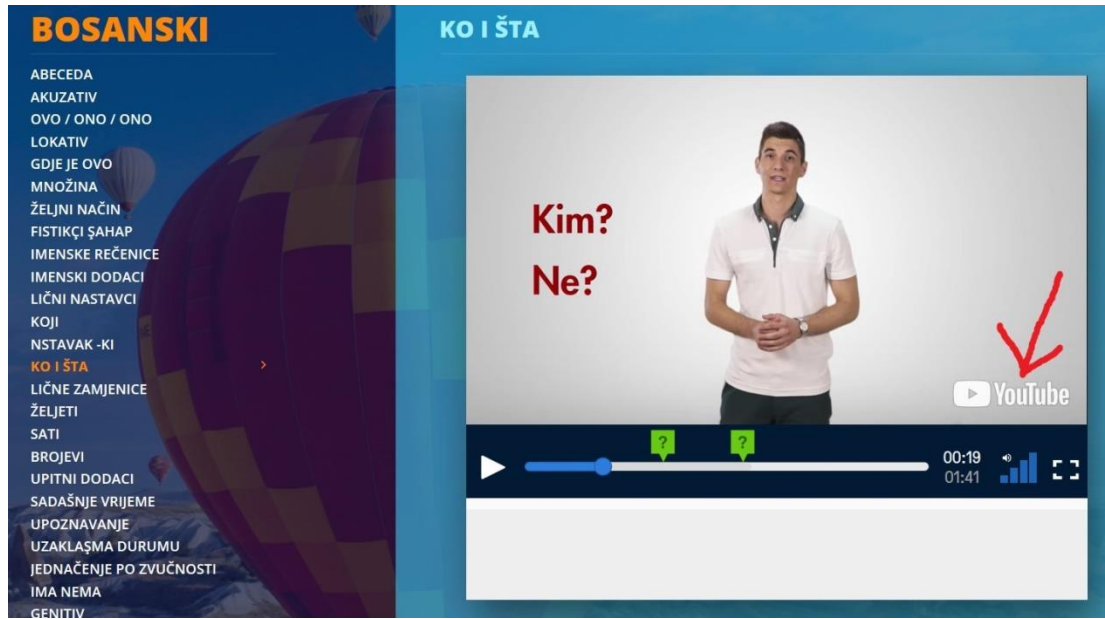 BOSANSKI
ABECEDA
AKUZATIV
OVO / ONO / ONO
LOKATIV
GDJE JE OVO
MNOŽINA
ŽELJNI NAČIN
FISTIKÇI ŞAHAP
IMENSKE REČENICE
IMENSKI DODACI
LIČNI NASTAVCI
KOJI
NSTAVAK -KI
KO I ŠTA
LIČNE ZAMJENICE
ŽELJETI
SATI
BROJEVI
UPITNI DODACI
SADAŠNJE VRIJEME
UPOZNAVANJE
UZAKLAŞMA DURUMU
JEDNAČENJE PO ZVUČNOSTI
IMA NEMA
GENITIV
KO I ŠTA
Kim?
Ne?
YouTube
? ?
00:19
01:41